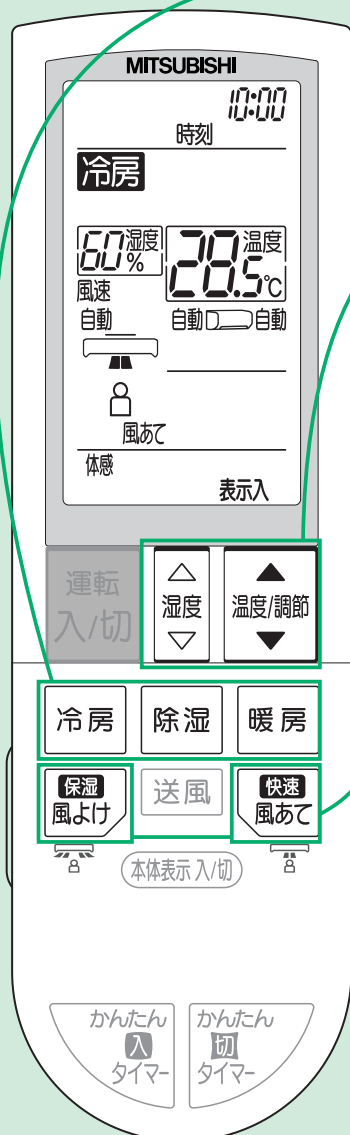 MITSUBISHI
10:00
時刻
冷房
60% 湿度
28.5℃ 温度
風速
自動 自動 自動
風あて
体感
表示入
運転
入/切
△ ▲
湿度 温度/調節
▽ ▼
冷房 除湿 暖房
保湿 送風 快速
風よけ 風あて
本体表示 入/切
かんたん かんたん
入 切
タイマー タイマー